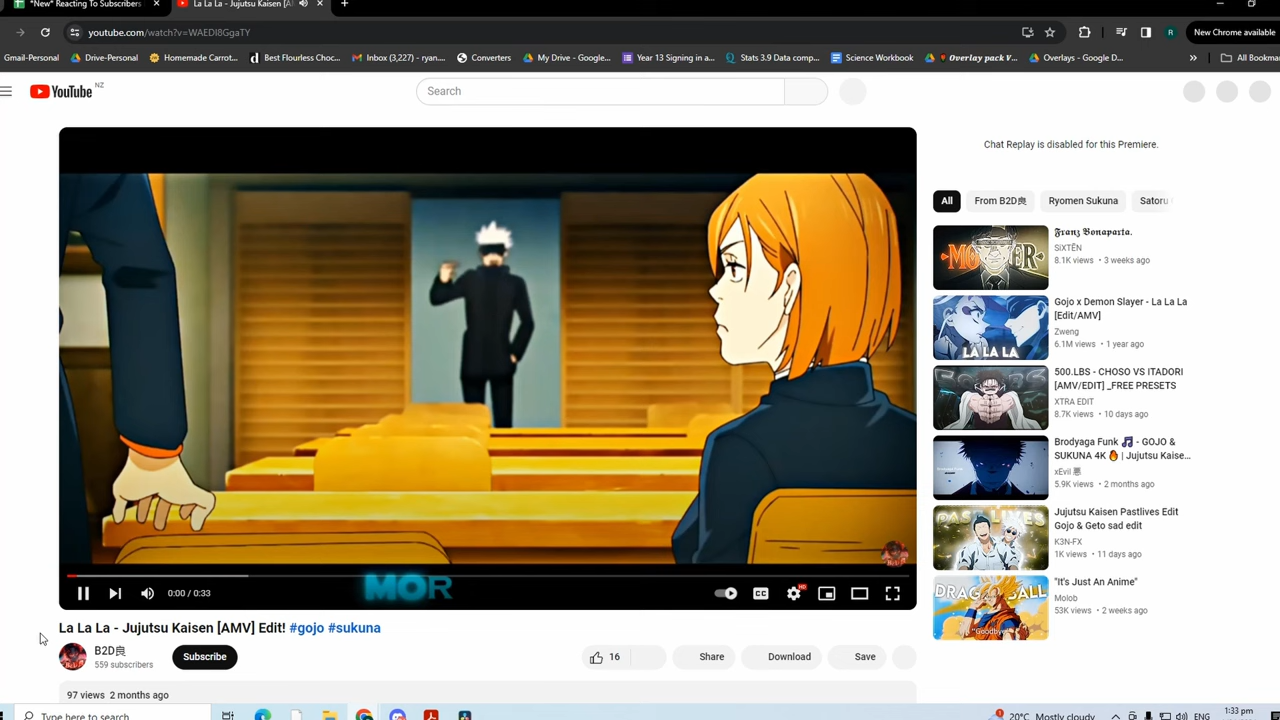 *New* Reacting To Subscribers
La La La - Jujutsu Kaisen [A
youtube.com/watch?v=WAEDI8GgaTY
New Chrome available
Gmail-Personal
Drive-Personal
Homemade Carrot...
Best Flourless Choc...
Inbox (3,227) - ryan....
Converters
My Drive - Google...
Year 13 Signing in a...
Stats 3.9 Data comp...
Science Workbook
Overlay pack V...
Overlays - Google D...
»
All Bookmar
YouTube NZ
Search
MOR
0:00 / 0:33
CC
HD
La La La - Jujutsu Kaisen [AMV] Edit! #gojo #sukuna
B2D良
559 subscribers
Subscribe
16
Share
Download
Save
97 views 2 months ago
Chat Replay is disabled for this Premiere.
All
From B2D良
Ryomen Sukuna
Satoru
𝕱𝖗𝖆𝖓𝖟 𝕭𝖔𝖓𝖆𝖕𝖆𝖗𝖙𝖆.
SiXTĒN
8.1K views • 3 weeks ago
LA LA LA
Gojo x Demon Slayer - La La La
[Edit/AMV]
Zweng
6.1M views • 1 year ago
500.LBS - CHOSO VS ITADORI
[AMV/EDIT] _FREE PRESETS
XTRA EDIT
8.7K views • 10 days ago
Brodyaga Funk 🎵 - GOJO &
SUKUNA 4K 🔥 | Jujutsu Kaise...
xEvil 悪
5.9K views • 2 months ago
PAST LIVES
Jujutsu Kaisen Pastlives Edit
Gojo & Geto sad edit
K3N-FX
1K views • 11 days ago
DRAGON BALL
"Goodbye
"It's Just An Anime"
Molob
53K views • 2 weeks ago
Type here to search
20°C Mostly cloudy
ENG
1:33 pm